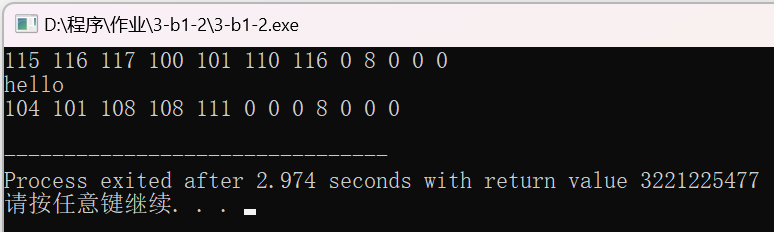 D:\程序\作业\3-b1-2\3-b1-2.exe
115 116 117 100 101 110 116 0 8 0 0 0
hello
104 101 108 108 111 0 0 0 8 0 0 0
--------------------------------
Process exited after 2.974 seconds with return value 3221225477
请按任意键继续. . .